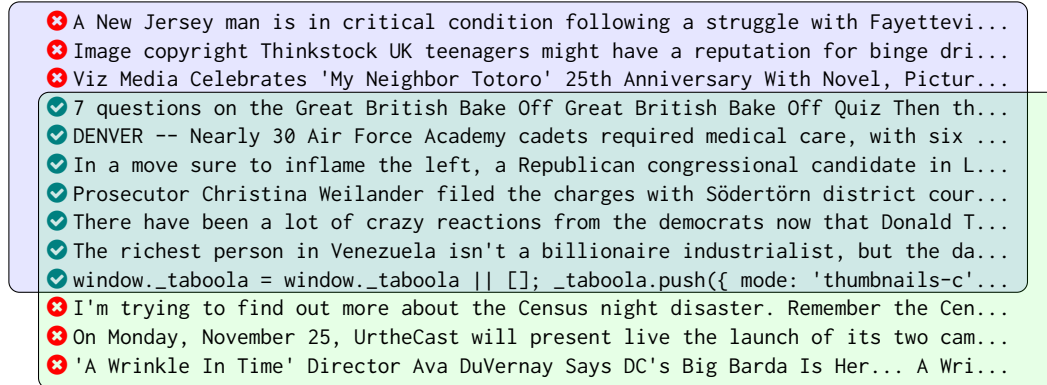 A New Jersey man is in critical condition following a struggle with Fayettevi...
Image copyright Thinkstock UK teenagers might have a reputation for binge dri...
Viz Media Celebrates 'My Neighbor Totoro' 25th Anniversary With Novel, Pictur...
7 questions on the Great British Bake Off Great British Bake Off Quiz Then th...
DENVER -- Nearly 30 Air Force Academy cadets required medical care, with six ...
In a move sure to inflame the left, a Republican congressional candidate in L...
Prosecutor Christina Weilander filed the charges with Södertörn district cour...
There have been a lot of crazy reactions from the democrats now that Donald T...
The richest person in Venezuela isn't a billionaire industrialist, but the da...
window._taboola = window._taboola || []; _taboola.push({ mode: 'thumbnails-c'...
I'm trying to find out more about the Census night disaster. Remember the Cen...
On Monday, November 25, UrtheCast will present live the launch of its two cam...
'A Wrinkle In Time' Director Ava DuVernay Says DC's Big Barda Is Her... A Wri...